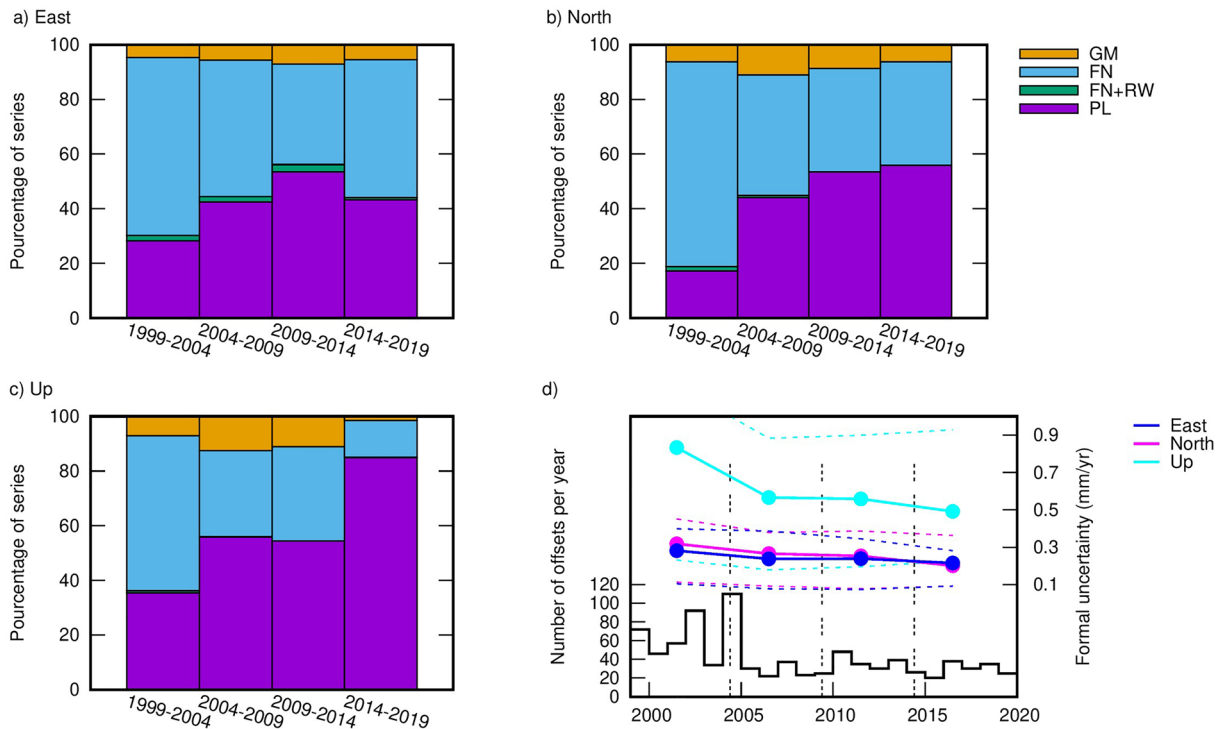 a) East
Pourcentage of series
100
80
60
40
20
0
1999-2004
2004-2009
2009-2014
2014-2019
b) North
Pourcentage of series
100
80
60
40
20
0
1999-2004
2004-2009
2009-2014
2014-2019
GM
FN
FN+RW
PL
c) Up
Pourcentage of series
100
80
60
40
20
0
1999-2004
2004-2009
2009-2014
2014-2019
d)
Number of offsets per year
120
100
80
60
40
20
0
2000
2005
2010
2015
2020
0.9
0.7
0.5
0.3
0.1
Formal uncertainty (mm/yr)
East
North
Up